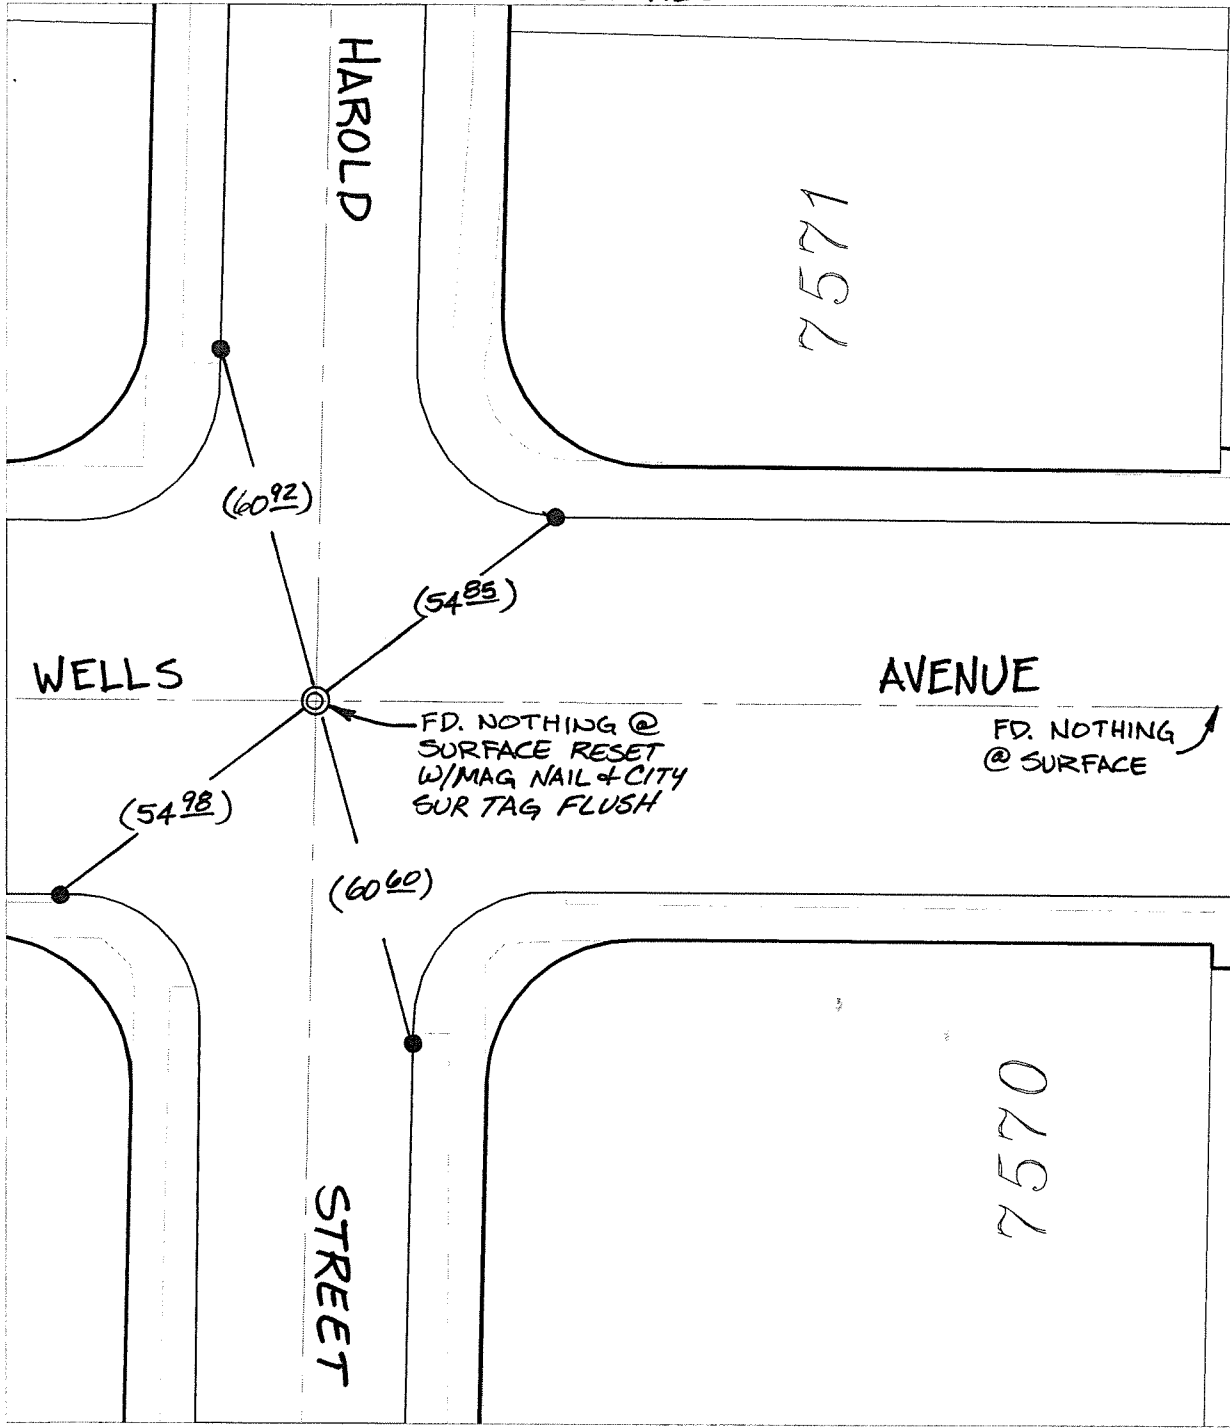 HAROLD
7571
(60 92)
(54 85)
WELLS
AVENUE
FD. NOTHING @
SURFACE RESET
W/MAG NAIL & CITY
SUR TAG FLUSH
FD. NOTHING
@ SURFACE
(54 98)
(60 60)
7570
STREET